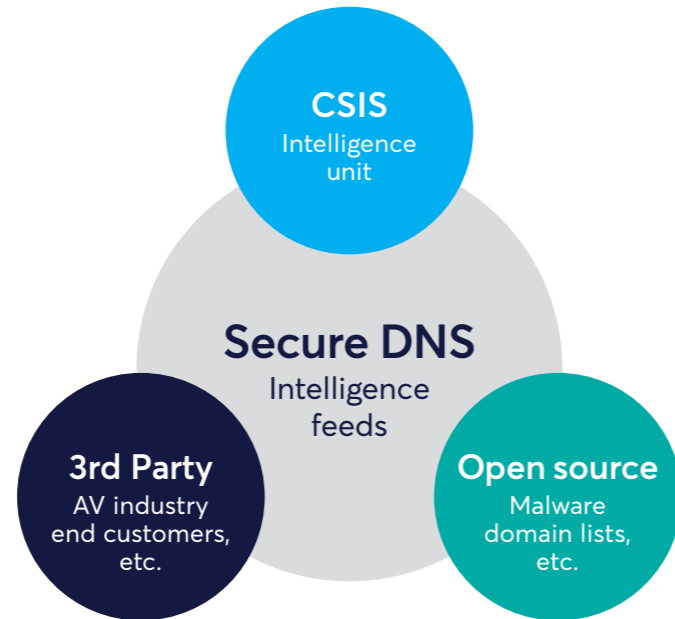 CSIS
Intelligence
unit
Secure DNS
Intelligence
feeds
3rd Party
AV industry
end customers,
etc.
Open source
Malware
domain lists,
etc.